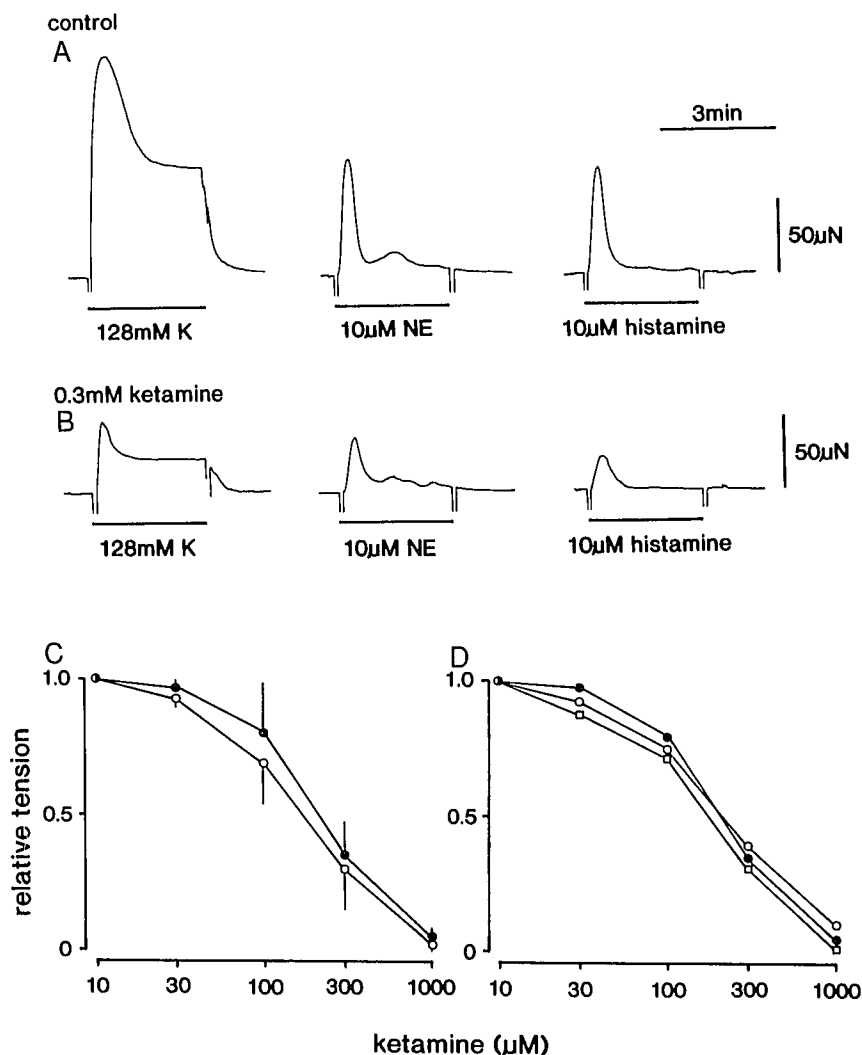 control
A
3min
50µN
128mM K
10µM NE
10µM histamine
0.3mM ketamine
B
50µN
128mM K
10µM NE
10µM histamine
C
D
1.0
0.5
0
relative tension
1.0
0.5
0
10 30 100 300 1000
10 30 100 300 1000
ketamine (µM)